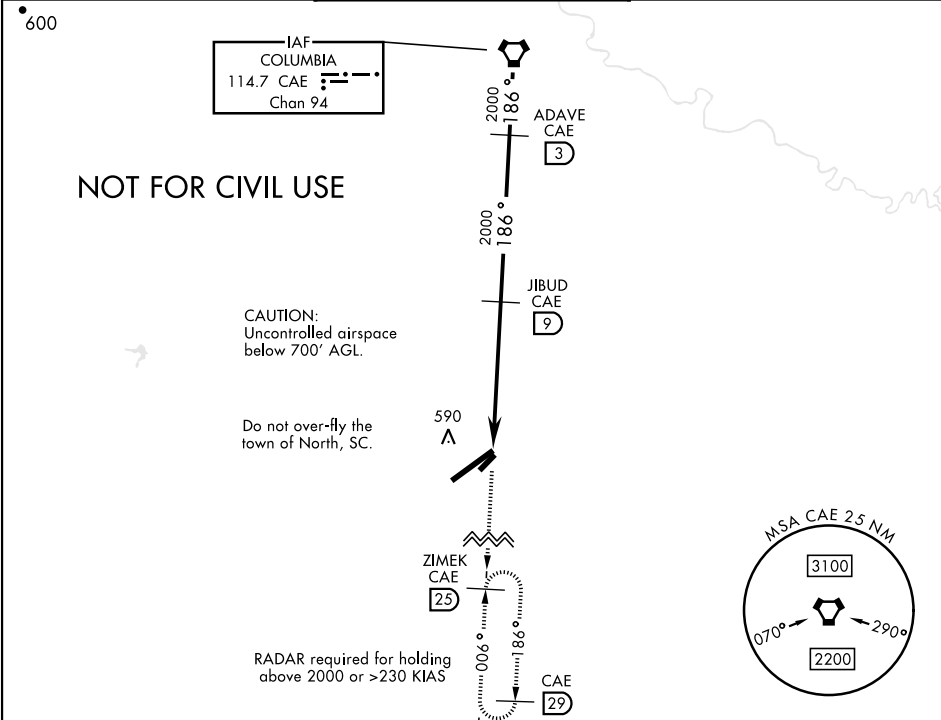 600
IAF
COLUMBIA
114.7 CAE
Chan 94
2000
186°
ADAVE
CAE
3
NOT FOR CIVIL USE
2000
186°
JIBUD
CAE
9
CAUTION:
Uncontrolled airspace
below 700' AGL.
590
Do not over-fly the
town of North, SC.
ZIMEK
CAE
25
006°
186°
RADAR required for holding
above 2000 or >230 KIAS
CAE
29
MSA CAE 25 NM
3100
070°
290°
2200